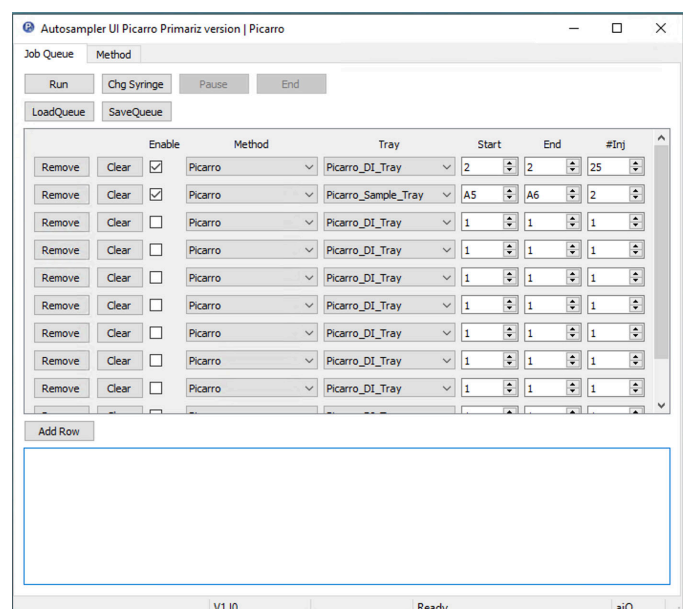 Autosampler UI Picarro Primariz version | Picarro
Job Queue Method
Run Chg Syringe Pause End
LoadQueue SaveQueue
Enable Method Tray Start End #Inj
Remove Clear Picarro Picarro_DI_Tray 2 2 25
Remove Clear Picarro Picarro_Sample_Tray A5 A6 2
Remove Clear Picarro Picarro_DI_Tray 1 1 1
Remove Clear Picarro Picarro_DI_Tray 1 1 1
Remove Clear Picarro Picarro_DI_Tray 1 1 1
Remove Clear Picarro Picarro_DI_Tray 1 1 1
Remove Clear Picarro Picarro_DI_Tray 1 1 1
Remove Clear Picarro Picarro_DI_Tray 1 1 1
Remove Clear Picarro Picarro_DI_Tray 1 1 1
Add Row
Ready